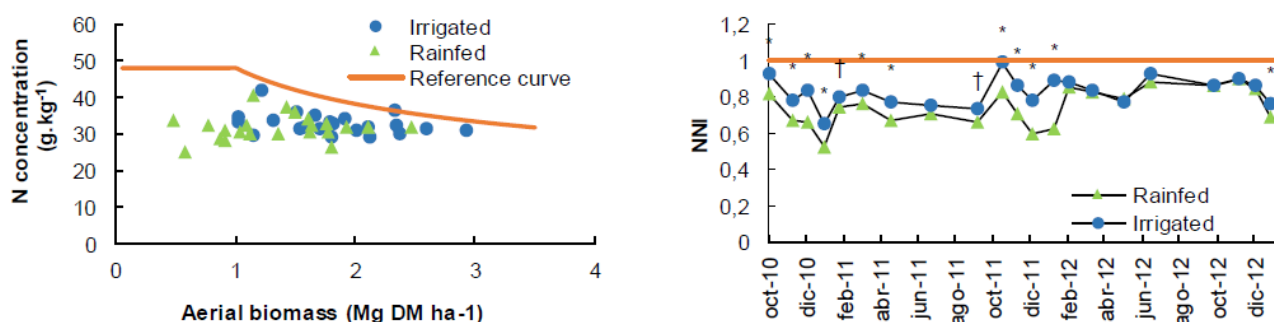 N concentration
(g.kg-1)
60
50
40
30
20
10
0
0
1
2
3
4
Aerial biomass (Mg DM ha-1)
Irrigated
Rainfed
Reference curve
NNI
1,2
1
0,8
0,6
0,4
0,2
0
*
*
*
*
†
*
*
†
*
*
*
*
*
Rainfed
Irrigated
oct-10
dic-10
feb-11
abr-11
jun-11
ago-11
oct-11
dic-11
feb-12
abr-12
jun-12
ago-12
oct-12
dic-12